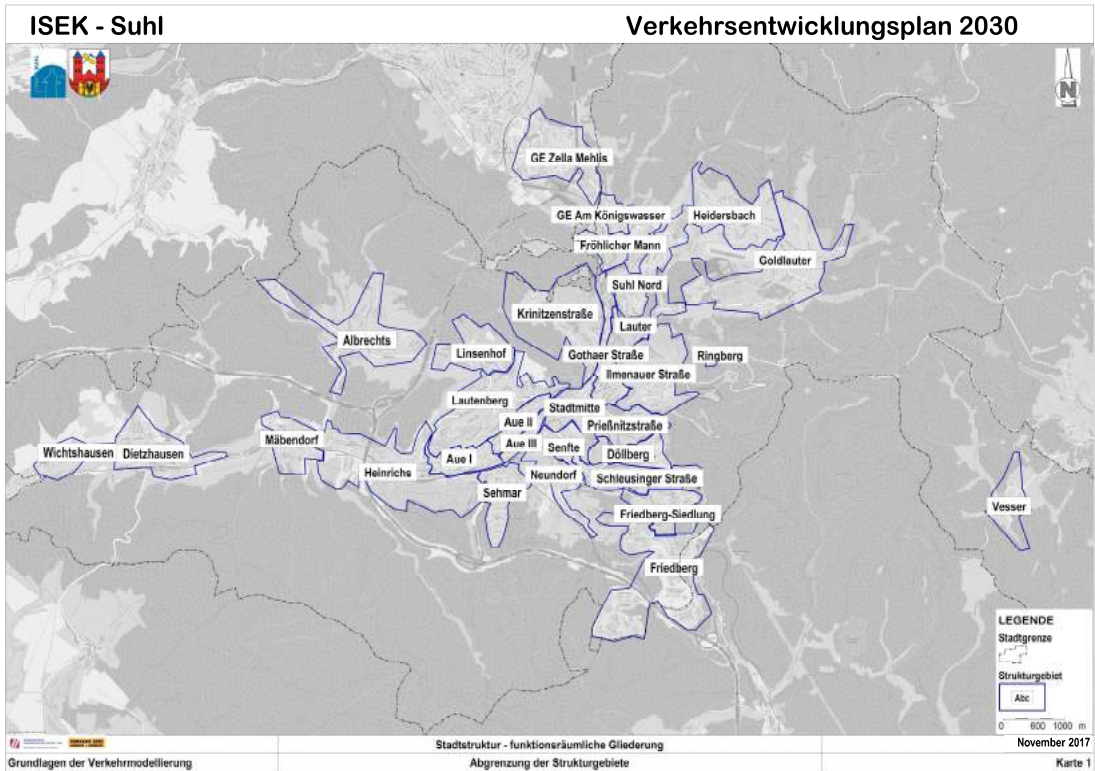 ISEK - Suhl
Verkehrsentwicklungsplan 2030
SUHL
N
GE Zella Mehlis
GE Am Königswasser
Heidersbach
Fröhlicher Mann
Goldlauter
Suhl Nord
Krinitzenstraße
Lauter
Albrechts
Linsenhof
Gothaer Straße
Ringberg
Ilmenauer Straße
Lautenberg
Stadtmitte
Aue II
Prießnitzstraße
Mäbendorf
Aue III
Senfte
Wichtshausen
Dietzhausen
Aue I
Döllberg
Heinrichs
Neundorf
Schleusinger Straße
Sehmar
Vesser
Friedberg-Siedlung
Friedberg
LEGENDE
Stadtgrenze
Strukturgebiet
Abc
0 600 1000 m
Stadtstruktur - funktionsräumliche Gliederung
November 2017
Grundlagen der Verkehrmodellierung
Abgrenzung der Strukturgebiete
Karte 1